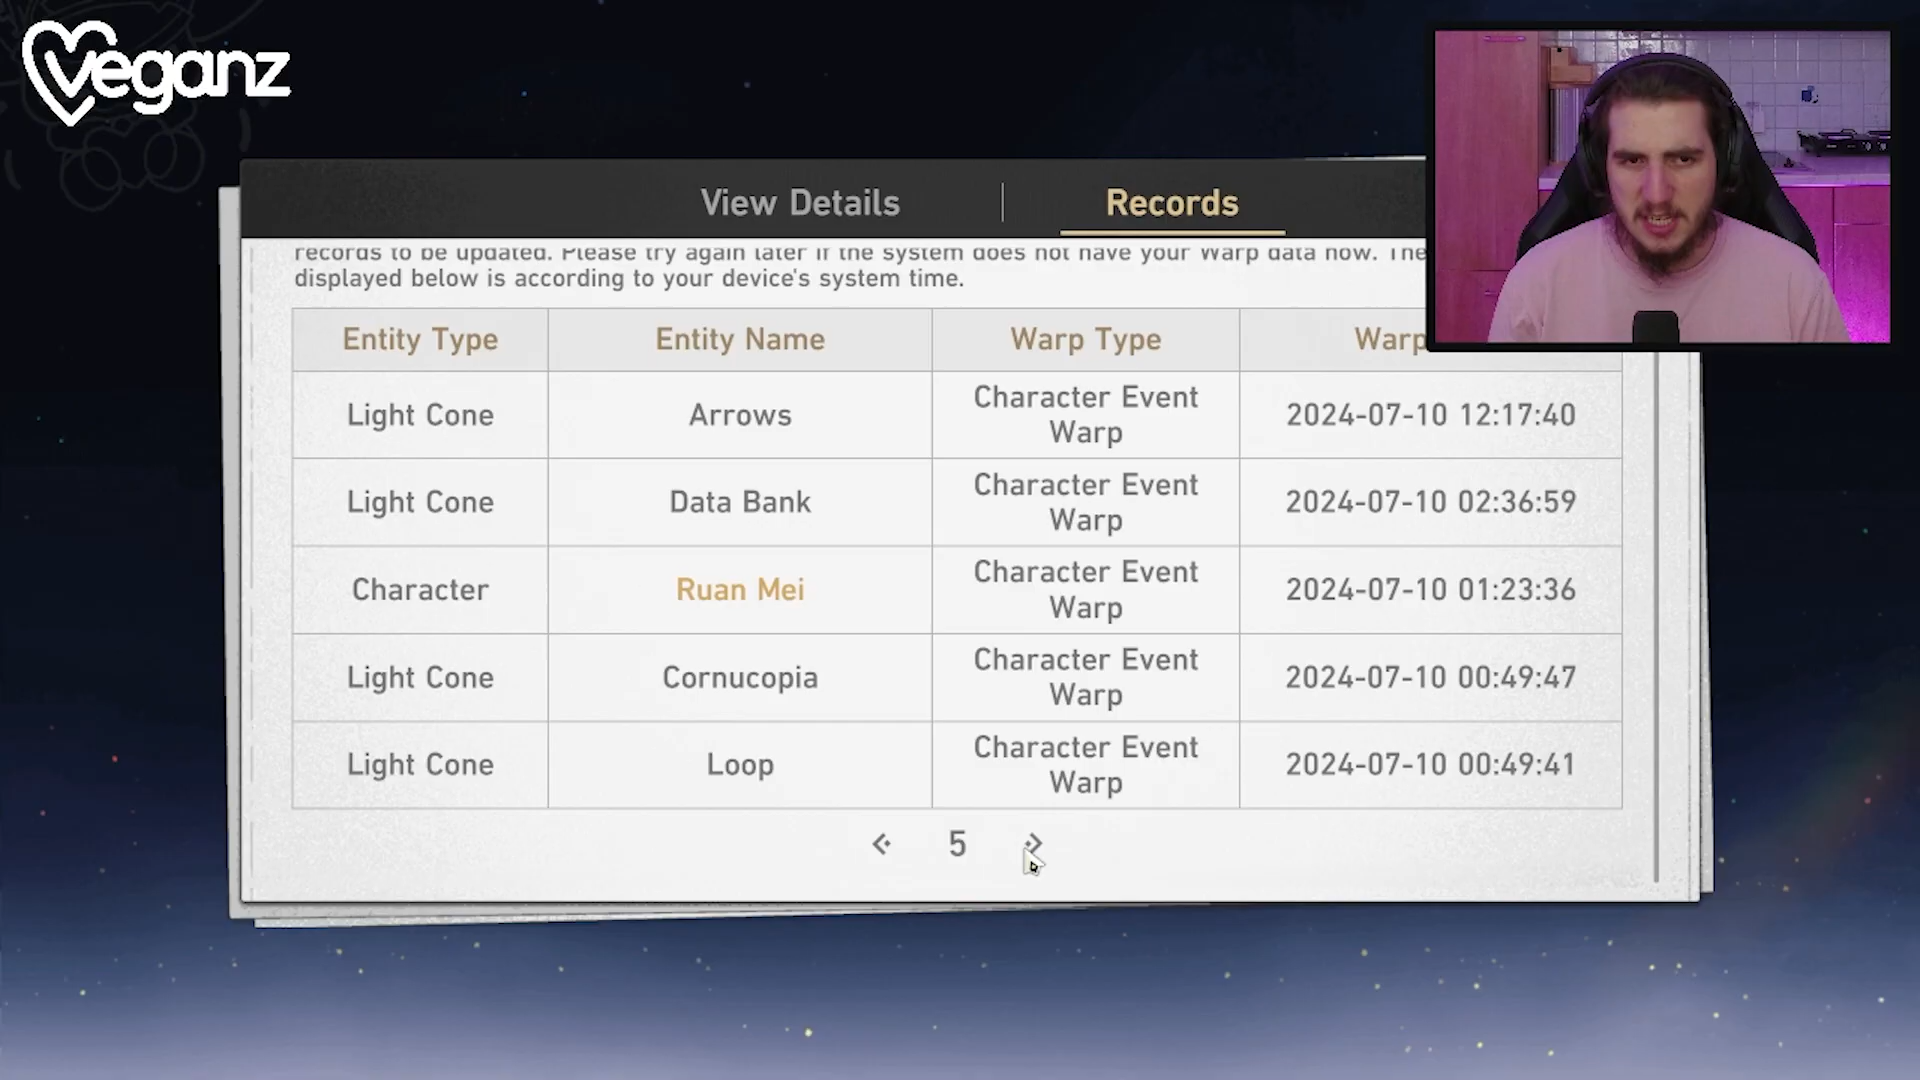 Veganz
View Details
Records
records to be updated. Please try again later if the system does not have your Warp data now. The
displayed below is according to your device's system time.
Entity Type
Entity Name
Warp Type
Warp
Light Cone
Arrows
Character Event
Warp
2024-07-10 12:17:40
Light Cone
Data Bank
Character Event
Warp
2024-07-10 02:36:59
Character
Ruan Mei
Character Event
Warp
2024-07-10 01:23:36
Light Cone
Cornucopia
Character Event
Warp
2024-07-10 00:49:47
Light Cone
Loop
Character Event
Warp
2024-07-10 00:49:41
5